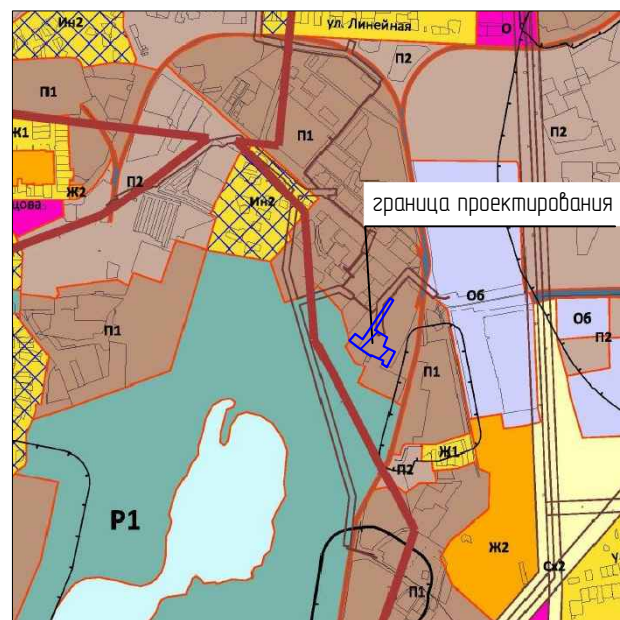 Ин2
ул. Линейная
О
П2
П1
П1
П2
Ж1
Ж2
П2
Ин2
цова
граница проектирования
Об
Об
П2
П1
П1
Р1
Ж1
П2
Ж2
Сх2
П1
У